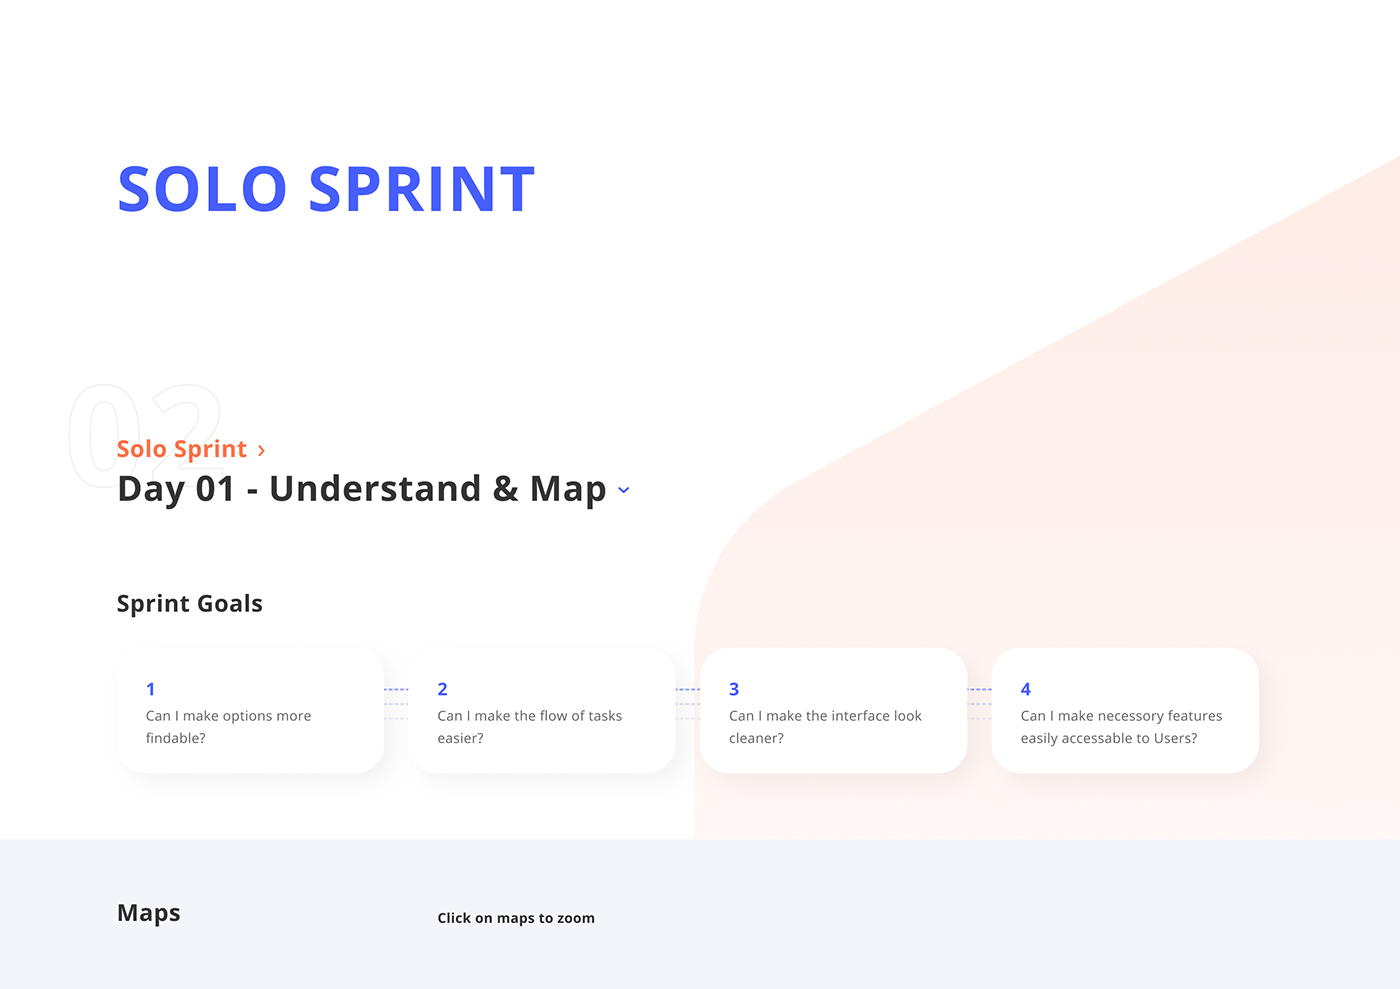 SOLO SPRINT
02
Solo Sprint >
Day 01 - Understand & Map
Sprint Goals
1
Can I make options more
findable?
2
Can I make the flow of tasks
easier?
3
Can I make the interface look
cleaner?
4
Can I make necessory features
easily accessable to Users?
Maps
Click on maps to zoom